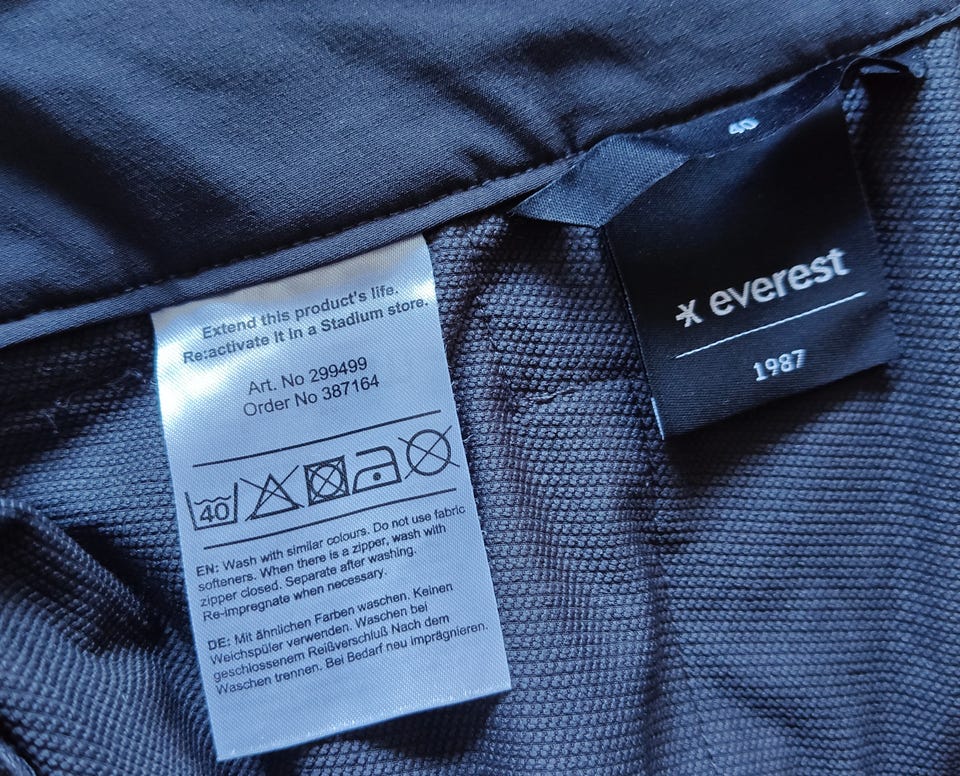 Extend this product's life.
Re:activate it in a Stadium store.
Art. No 299499
Order No 387164
40
EN: Wash with similar colours. Do not use fabric
softeners. When there is a zipper, wash with
zipper closed. Separate after washing.
Re-impregnate when necessary.
DE: Mit ähnlichen Farben waschen. Keinen
Weichspüler verwenden. Waschen bei
geschlossenem Reißverschluß Nach dem
Waschen trennen. Bei Bedarf neu imprägnieren.
40
everest
1987